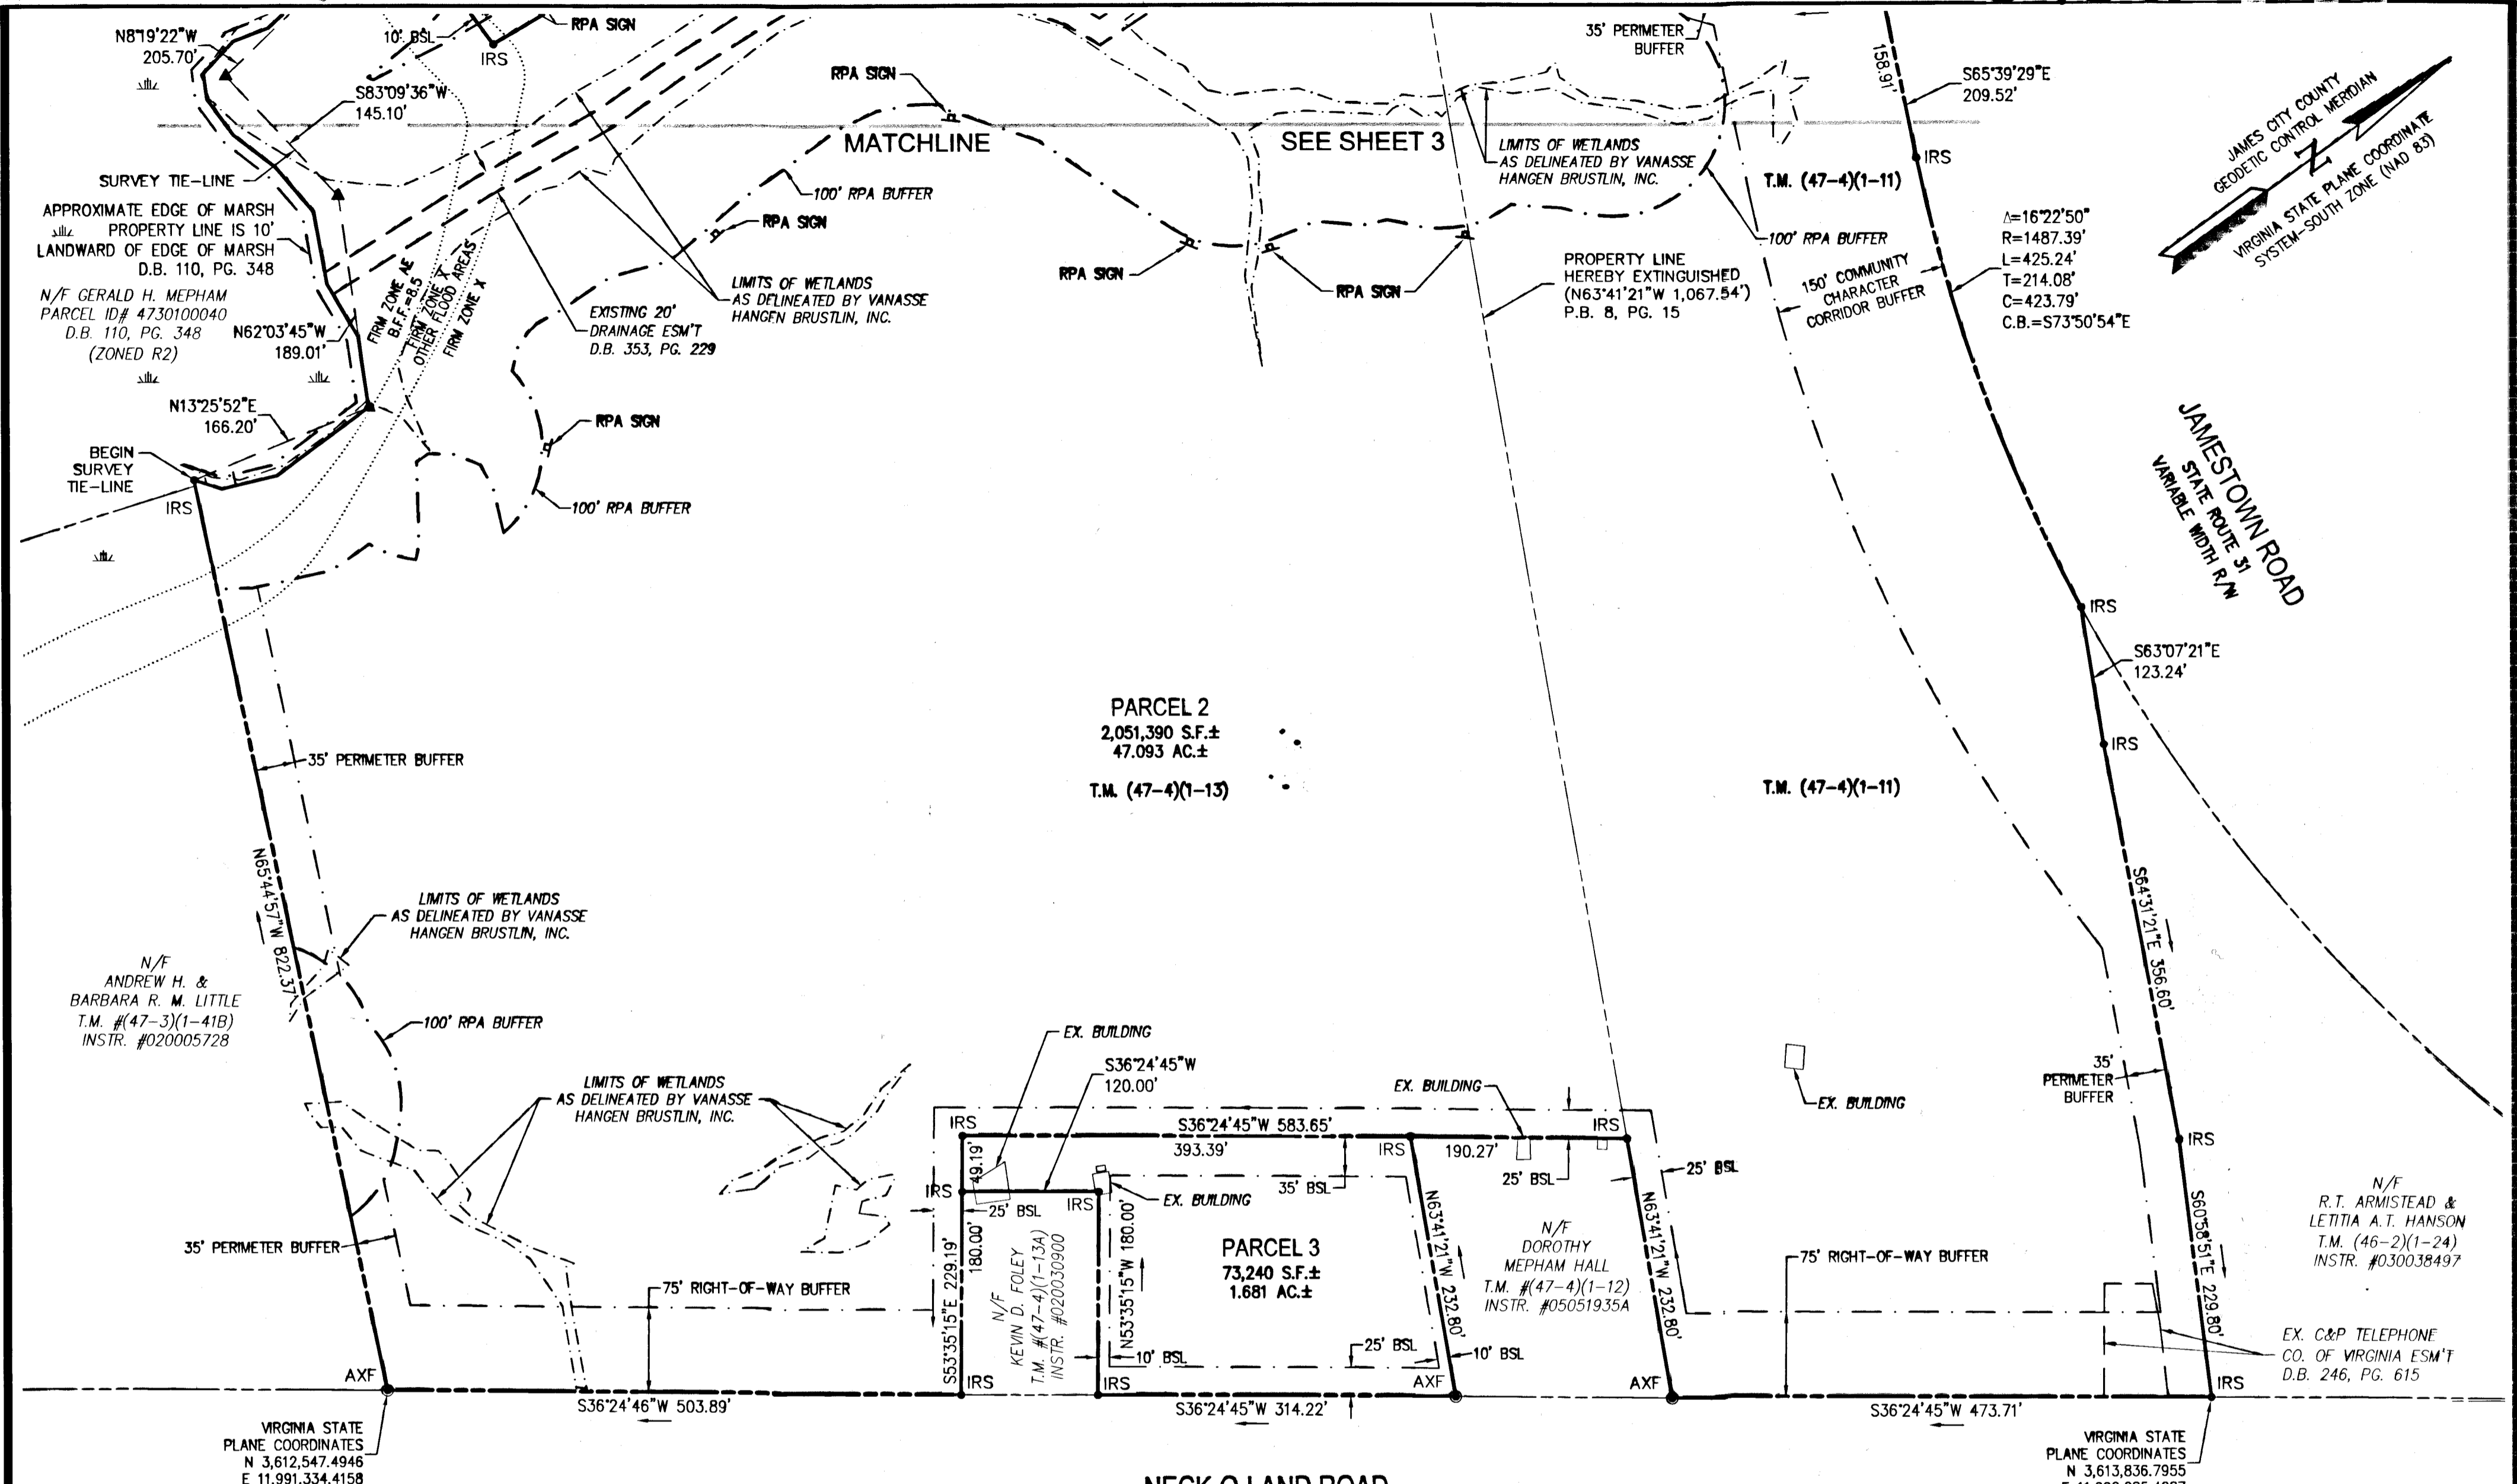 N8°19'22"W
205.70'
10' BSL
IRS
RPA SIGN
S83°09'36"W
145.10'
RPA SIGN
35' PERIMETER
BUFFER
158.91'
S65°39'29"E
209.52'
JAMES CITY COUNTY
GEODETIC CONTROL MERIDIAN
N
VIRGINIA STATE PLANE COORDINATE
SYSTEM-SOUTH ZONE (NAD 83)
MATCHLINE
SEE SHEET 3
LIMITS OF WETLANDS
AS DELINEATED BY VANASSE
HANGEN BRUSTLIN, INC.
IRS
T.M. (47-4)(1-11)
SURVEY TIE-LINE
100' RPA BUFFER
RPA SIGN
APPROXIMATE EDGE OF MARSH
PROPERTY LINE IS 10'
LANDWARD OF EDGE OF MARSH
D.B. 110, PG. 348
N/F GERALD H. MEPHAM
PARCEL ID# 4730100040
D.B. 110, PG. 348
(ZONED R2)
N62°03'45"W
189.01'
FIRM ZONE AE
B.F.F.=8.5
FIRM ZONE X
OTHER FLOOD AREAS
FIRM ZONE X
EXISTING 20'
DRAINAGE ESM'T
D.B. 353, PG. 229
LIMITS OF WETLANDS
AS DELINEATED BY VANASSE
HANGEN BRUSTLIN, INC.
RPA SIGN
RPA SIGN
PROPERTY LINE
HEREBY EXTINGUISHED
(N63°41'21"W 1,067.54')
P.B. 8, PG. 15
100' RPA BUFFER
150' COMMUNITY
CHARACTER
CORRIDOR BUFFER
Δ=16°22'50"
R=1487.39'
L=425.24'
T=214.08'
C=423.79'
C.B.=S73°50'54"E
N13°25'52"E
166.20'
RPA SIGN
BEGIN
SURVEY
TIE-LINE
IRS
100' RPA BUFFER
JAMESTOWN ROAD
STATE ROUTE 31
VARIABLE WIDTH R/W
IRS
S63°07'21"E
123.24'
IRS
PARCEL 2
2,051,390 S.F.±
47.093 AC.±
T.M. (47-4)(1-13)
T.M. (47-4)(1-11)
35' PERIMETER BUFFER
N65°44'57"W 822.37'
S64°31'21"E 356.60'
LIMITS OF WETLANDS
AS DELINEATED BY VANASSE
HANGEN BRUSTLIN, INC.
N/F
ANDREW H. &
BARBARA R. M. LITTLE
T.M. #(47-3)(1-41B)
INSTR. #020005728
100' RPA BUFFER
EX. BUILDING
S36°24'45"W
120.00'
LIMITS OF WETLANDS
AS DELINEATED BY VANASSE
HANGEN BRUSTLIN, INC.
EX. BUILDING
EX. BUILDING
35'
PERIMETER
BUFFER
IRS
S36°24'45"W 583.65'
IRS
IRS
393.39'
IRS
190.27'
49.19'
25' BSL
25' BSL
IRS
IRS
EX. BUILDING
35' BSL
25' BSL
S53°35'15"E 229.19'
180.00'
N/F
KEVIN D. FOLEY
T.M. #(47-4)(1-13A)
INSTR. #020030900
N53°35'15"W 180.00'
PARCEL 3
73,240 S.F.±
1.681 AC.±
N63°41'21"W 232.80'
N/F
DOROTHY
MEPHAM HALL
T.M. #(47-4)(1-12)
INSTR. #05051935A
N63°41'21"W 232.80'
S60°58'51"E 229.80'
N/F
R.T. ARMISTEAD &
LETITIA A.T. HANSON
T.M. (46-2)(1-24)
INSTR. #030038497
35' PERIMETER BUFFER
75' RIGHT-OF-WAY BUFFER
75' RIGHT-OF-WAY BUFFER
10' BSL
25' BSL
10' BSL
EX. C&P TELEPHONE
CO. OF VIRGINIA ESM'T
D.B. 246, PG. 615
AXF
IRS
IRS
AXF
AXF
IRS
S36°24'46"W 503.89'
S36°24'45"W 314.22'
S36°24'45"W 473.71'
VIRGINIA STATE
PLANE COORDINATES
N 3,612,547.4946
E 11,991,334.4158
VIRGINIA STATE
PLANE COORDINATES
N 3,613,836.7955
NECK-O-LAND ROAD